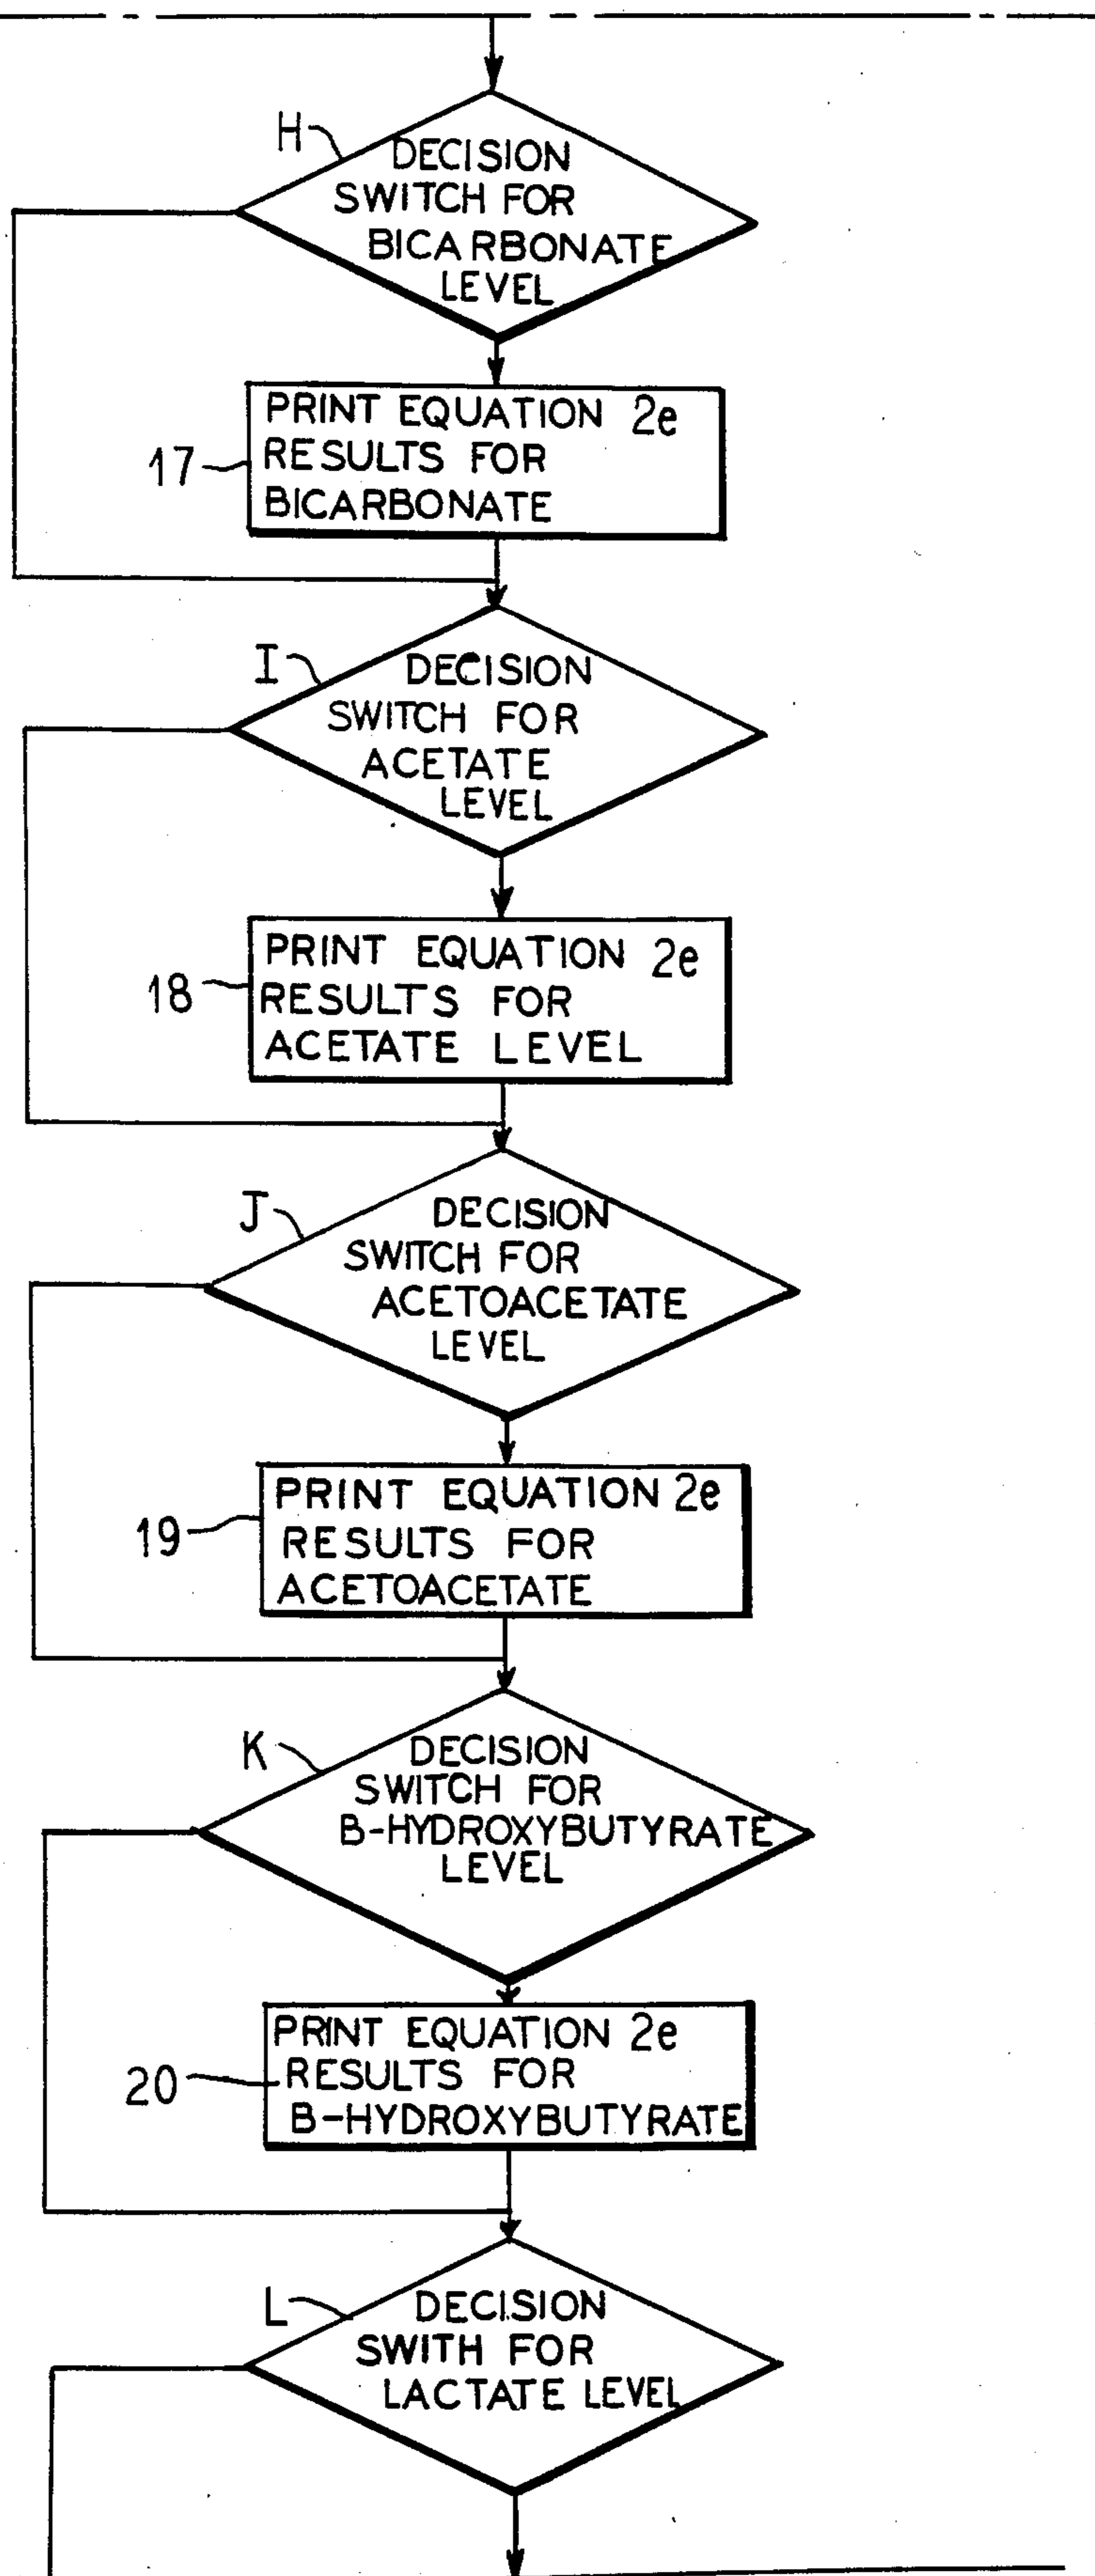 H
DECISION
SWITCH FOR
BICARBONATE
LEVEL
PRINT EQUATION 2e
17
RESULTS FOR
BICARBONATE
I
DECISION
SWITCH FOR
ACETATE
LEVEL
PRINT EQUATION 2e
18
RESULTS FOR
ACETATE LEVEL
J
DECISION
SWITCH FOR
ACETOACETATE
LEVEL
PRINT EQUATION 2e
19
RESULTS FOR
ACETOACETATE
K
DECISION
SWITCH FOR
B-HYDROXYBUTYRATE
LEVEL
PRINT EQUATION 2e
20
RESULTS FOR
B-HYDROXYBUTYRATE
L
DECISION
SWITH FOR
LACTATE LEVEL